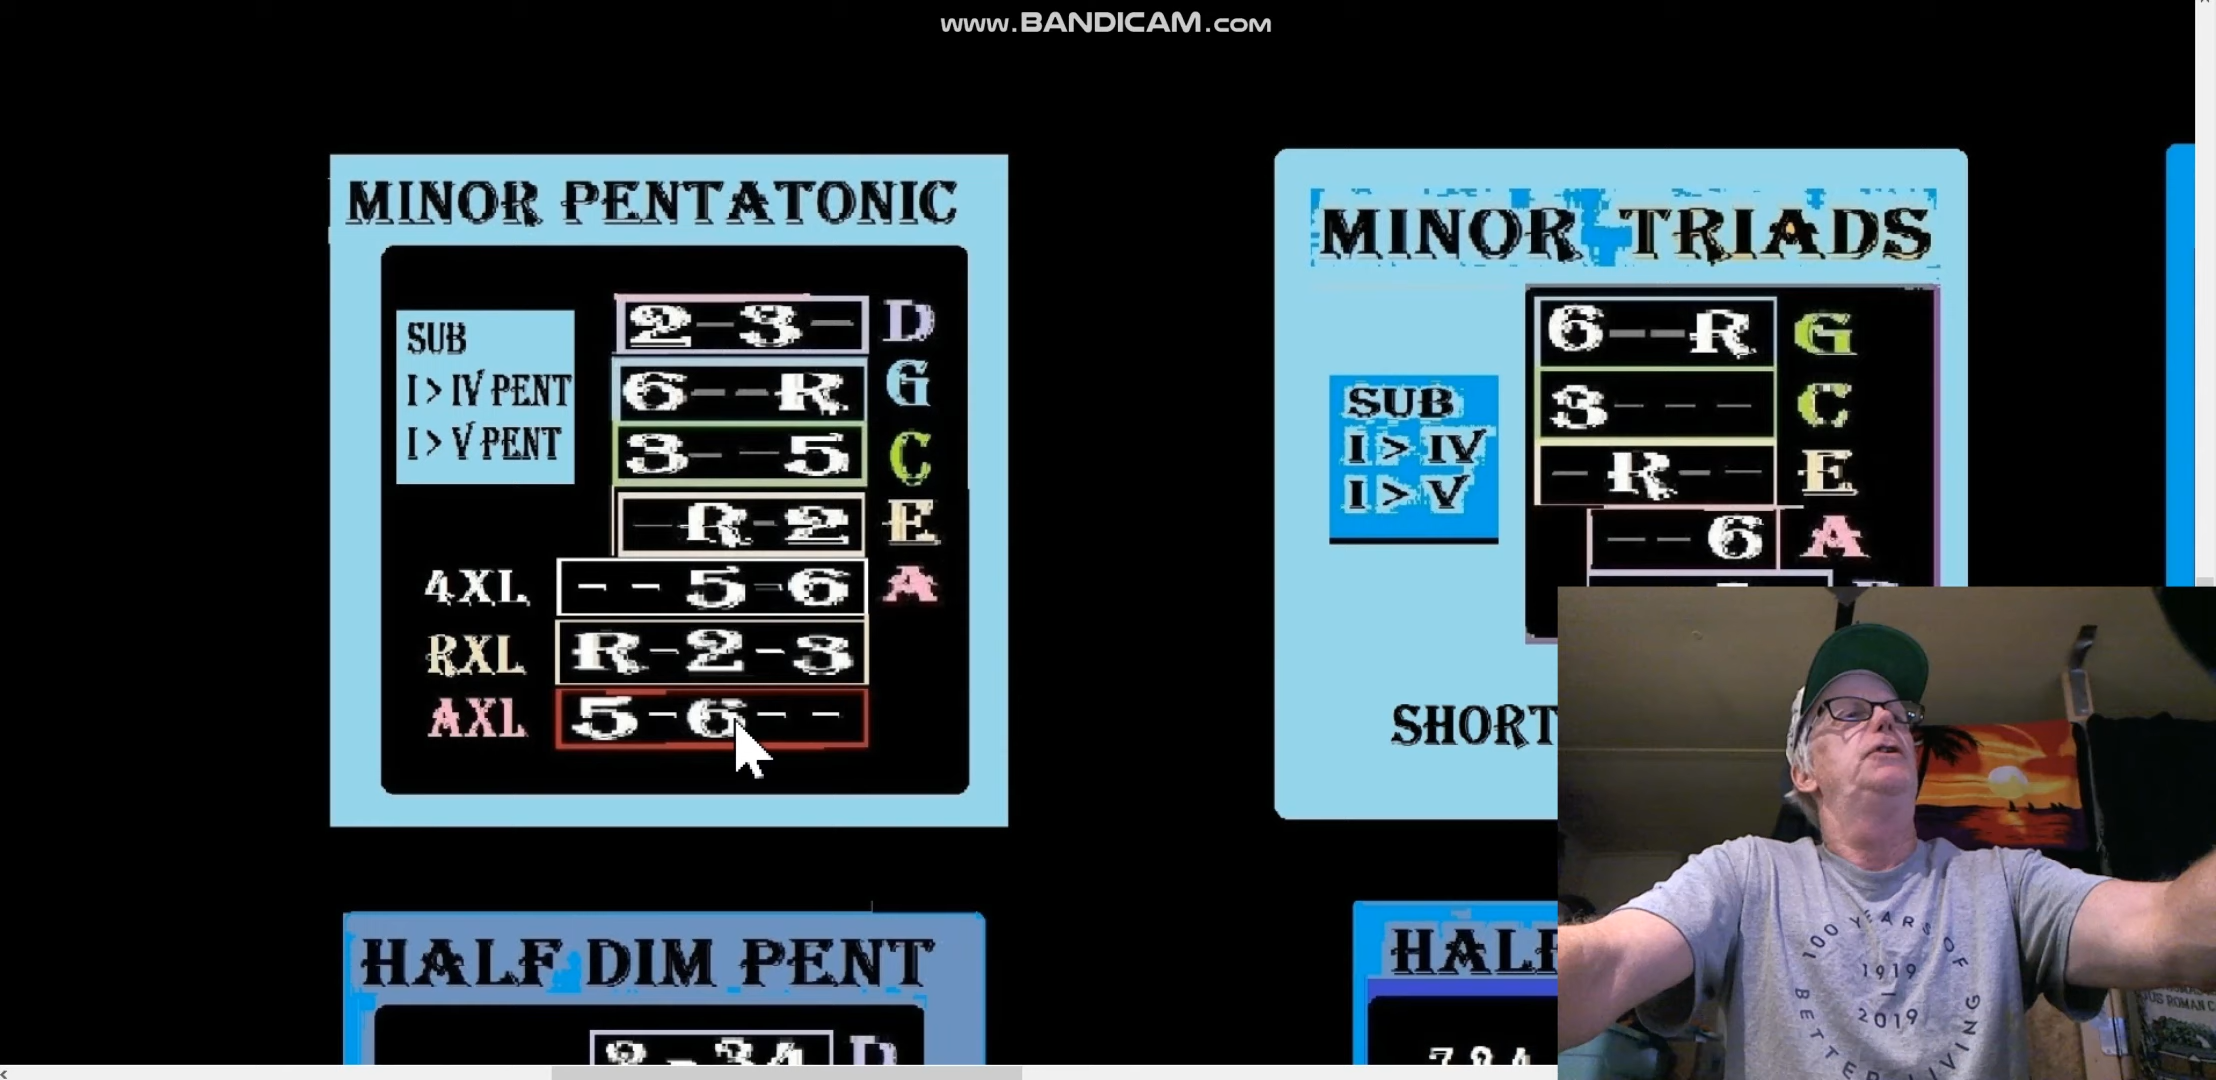 www.BANDICAM.com
MINOR PENTATONIC
SUB
I > IV PENT
I > V PENT
2-3- D
6--R G
3--5 C
-R-2 E
4XL --5-6 A
RXL R-2-3
AXL 5-6--
MINOR TRIADS
SUB
I > IV
I > V
6--R G
3--- C
-R-- E
--6 A
SHORT
HALF DIM PENT
D
HALF
100 YEARS OF
1919
–
2019
BETTER LIVING